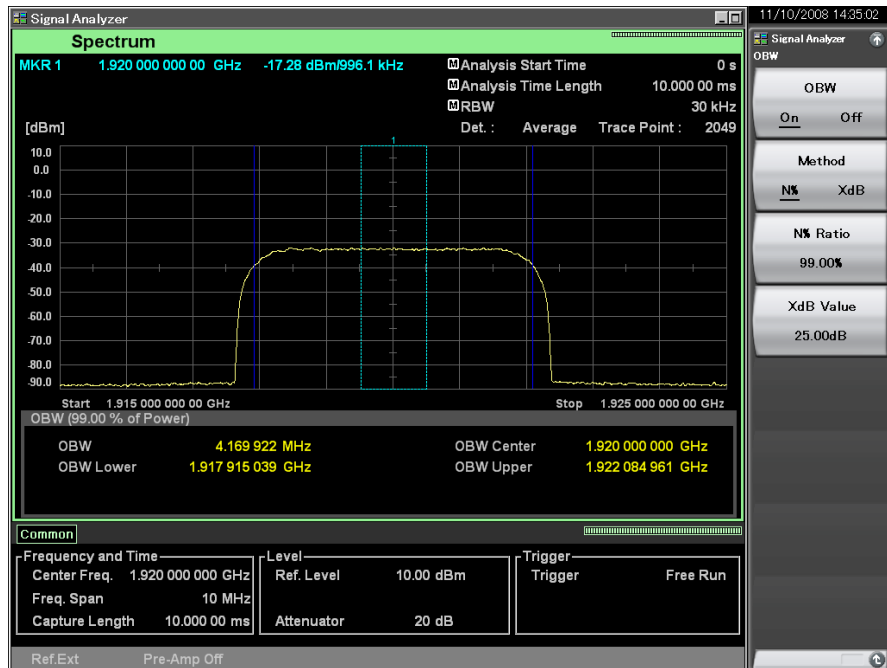 Signal Analyzer
11/10/2008 14:35:02
Spectrum
MKR 1 1.920 000 000 00 GHz -17.28 dBm/996.1 kHz
M Analysis Start Time 0 s
M Analysis Time Length 10.000 00 ms
M RBW 30 kHz
[dBm]
Det. : Average Trace Point : 2049
1
10.0
0.0
-10.0
-20.0
-30.0
-40.0
-50.0
-60.0
-70.0
-80.0
-90.0
Start 1.915 000 000 00 GHz
Stop 1.925 000 000 00 GHz
OBW (99.00 % of Power)
OBW 4.169 922 MHz
OBW Center 1.920 000 000 GHz
OBW Lower 1.917 915 039 GHz
OBW Upper 1.922 084 961 GHz
Common
Frequency and Time
Center Freq. 1.920 000 000 GHz
Freq. Span 10 MHz
Capture Length 10.000 00 ms
Level
Ref. Level 10.00 dBm
Attenuator 20 dB
Trigger
Trigger Free Run
Ref.Ext Pre-Amp Off
Signal Analyzer
OBW
OBW
On Off
Method
N% XdB
N% Ratio
99.00%
XdB Value
25.00dB